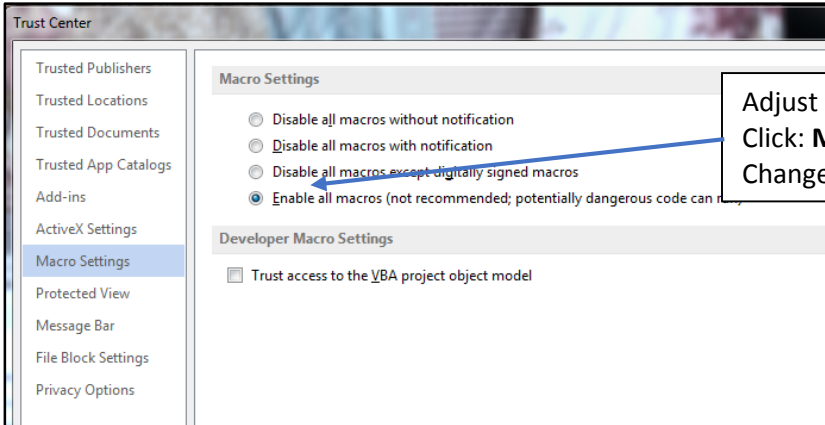 Trust Center
Trusted Publishers
Trusted Locations
Trusted Documents
Trusted App Catalogs
Add-ins
ActiveX Settings
Macro Settings
Protected View
Message Bar
File Block Settings
Privacy Options
Macro Settings
Disable all macros without notification
Disable all macros with notification
Disable all macros except digitally signed macros
Enable all macros (not recommended; potentially dangerous code can
Developer Macro Settings
Trust access to the VBA project object model
Adjust
Click:
Change